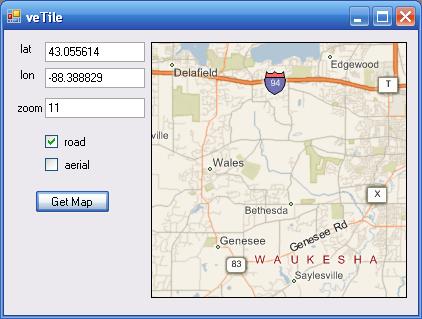 veTile
lat 43.055614
lon -88.388829
zoom 11
road
aerial
Get Map
Edgewood
Delafield
94
T
ville
Wales
X
Bethesda
Genesee Rd
Genesee
83
WAUKESHA
Saylesville